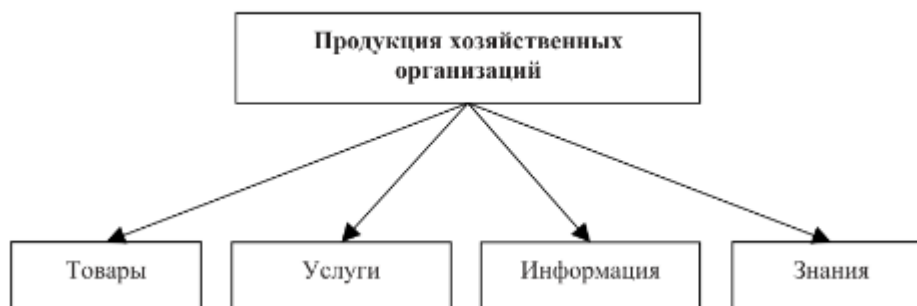 Продукция хозяйственных
организаций
Товары
Услуги
Информация
Знания